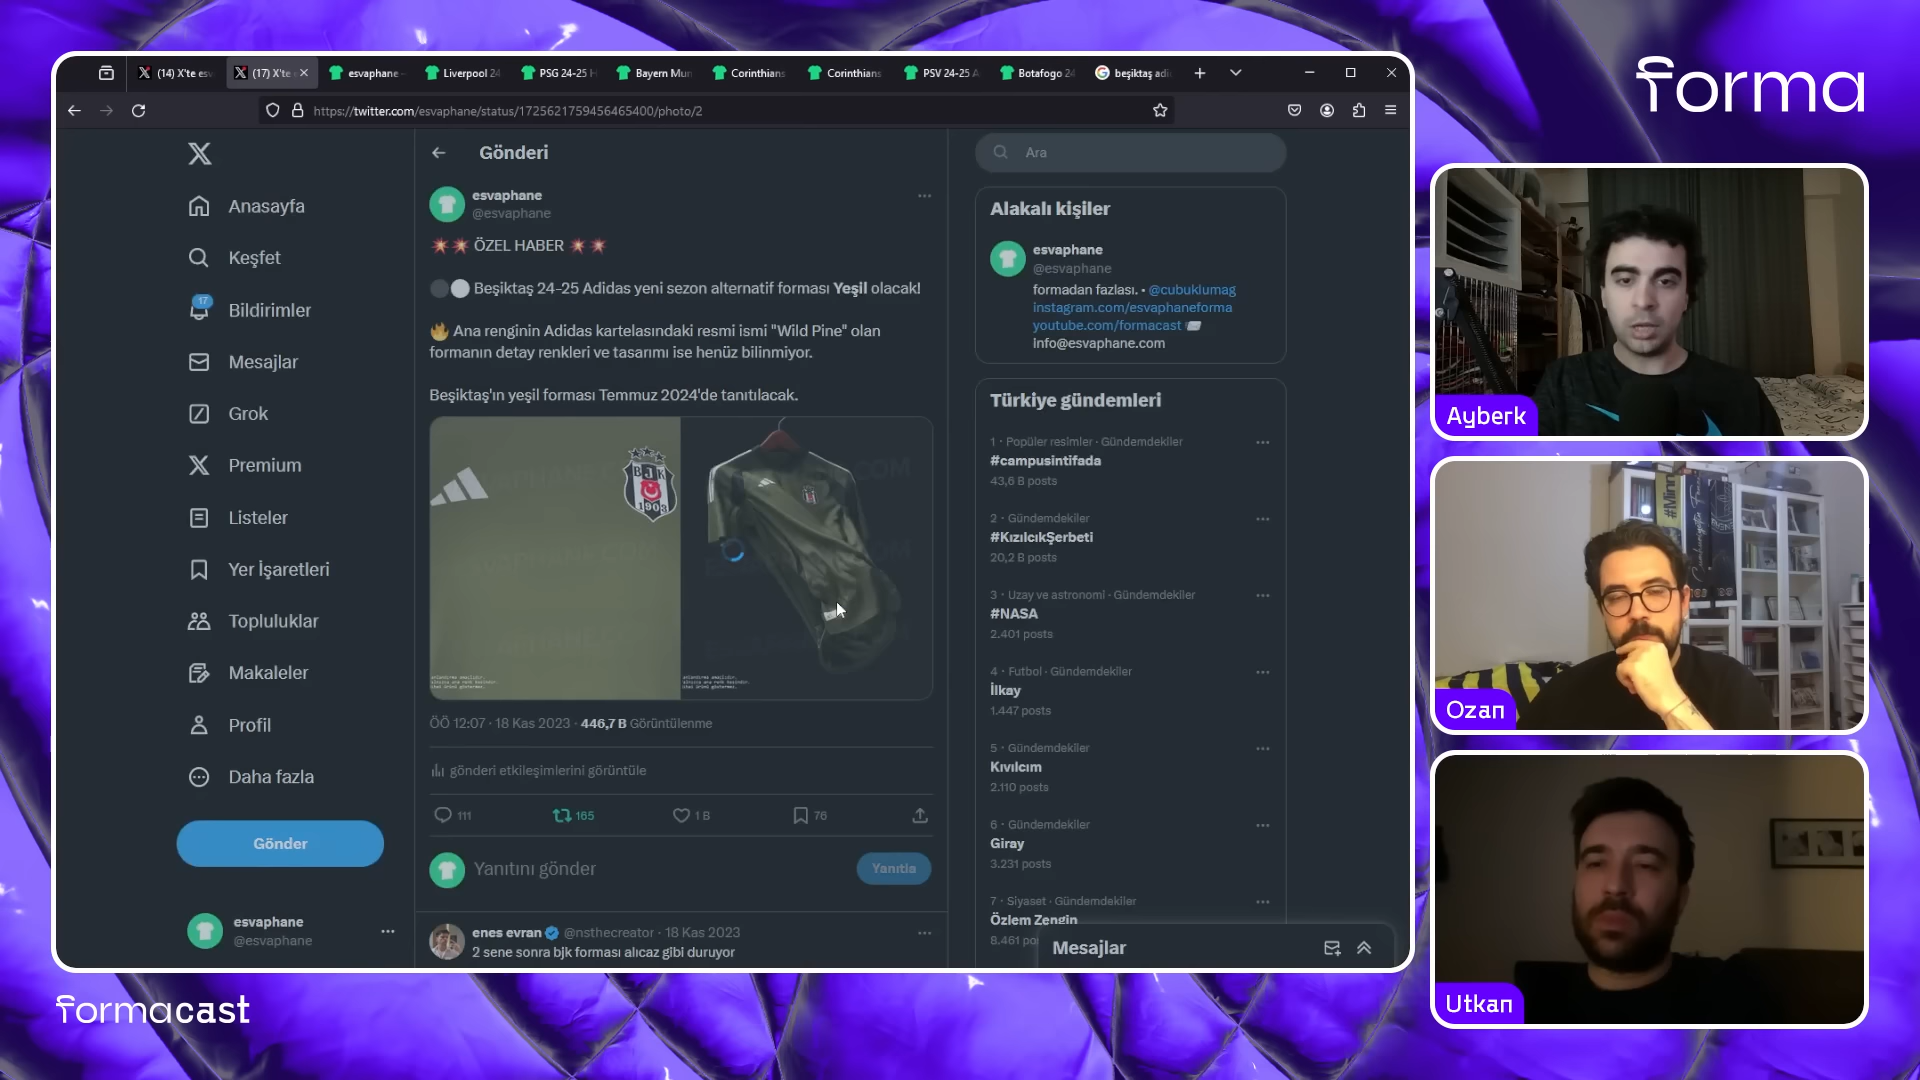 (14) X'te esv
(17) X'te e
esvaphane -
Liverpool 24
PSG 24-25 H
Bayern Mun
Corinthians
Corinthians
PSV 24-25 A
Botafogo 24
beşiktaş adi
https://twitter.com/esvaphane/status/1725621759456465400/photo/2
forma
Anasayfa
Keşfet
17
Bildirimler
Mesajlar
Grok
Premium
Listeler
Yer İşaretleri
Topluluklar
Makaleler
Profil
Daha fazla
Gönder
esvaphane
@esvaphane
Gönderi
esvaphane
@esvaphane
💥💥 ÖZEL HABER 💥💥
⚫⚪ Beşiktaş 24-25 Adidas yeni sezon alternatif forması Yeşil olacak!
🔥 Ana renginin Adidas kartelasındaki resmi ismi "Wild Pine" olan
formanın detay renkleri ve tasarımı ise henüz bilinmiyor.
Beşiktaş'ın yeşil forması Temmuz 2024'de tanıtılacak.
BJK
1903
ÖÖ 12:07 · 18 Kas 2023 · 446,7 B Görüntülenme
gönderi etkileşimlerini görüntüle
111
165
1 B
76
Yanıtını gönder
Yanıtla
enes evran @nsthecreator · 18 Kas 2023
2 sene sonra bjk forması alıcaz gibi duruyor
Ara
Alakalı kişiler
esvaphane
@esvaphane
formadan fazlası. • @cubuklumag
instagram.com/esvaphaneforma
youtube.com/formacast
info@esvaphane.com
Türkiye gündemleri
1 · Popüler resimler · Gündemdekiler
#campusintifada
43,6 B posts
2 · Gündemdekiler
#KızılcıkŞerbeti
20,2 B posts
3 · Uzay ve astronomi · Gündemdekiler
#NASA
2.401 posts
4 · Futbol · Gündemdekiler
İlkay
1.447 posts
5 · Gündemdekiler
Kıvılcım
2.110 posts
6 · Gündemdekiler
Giray
3.231 posts
7 · Siyaset · Gündemdekiler
Özlem Zengin
8.461 po
Mesajlar
Ayberk
Ozan
Utkan
formacast